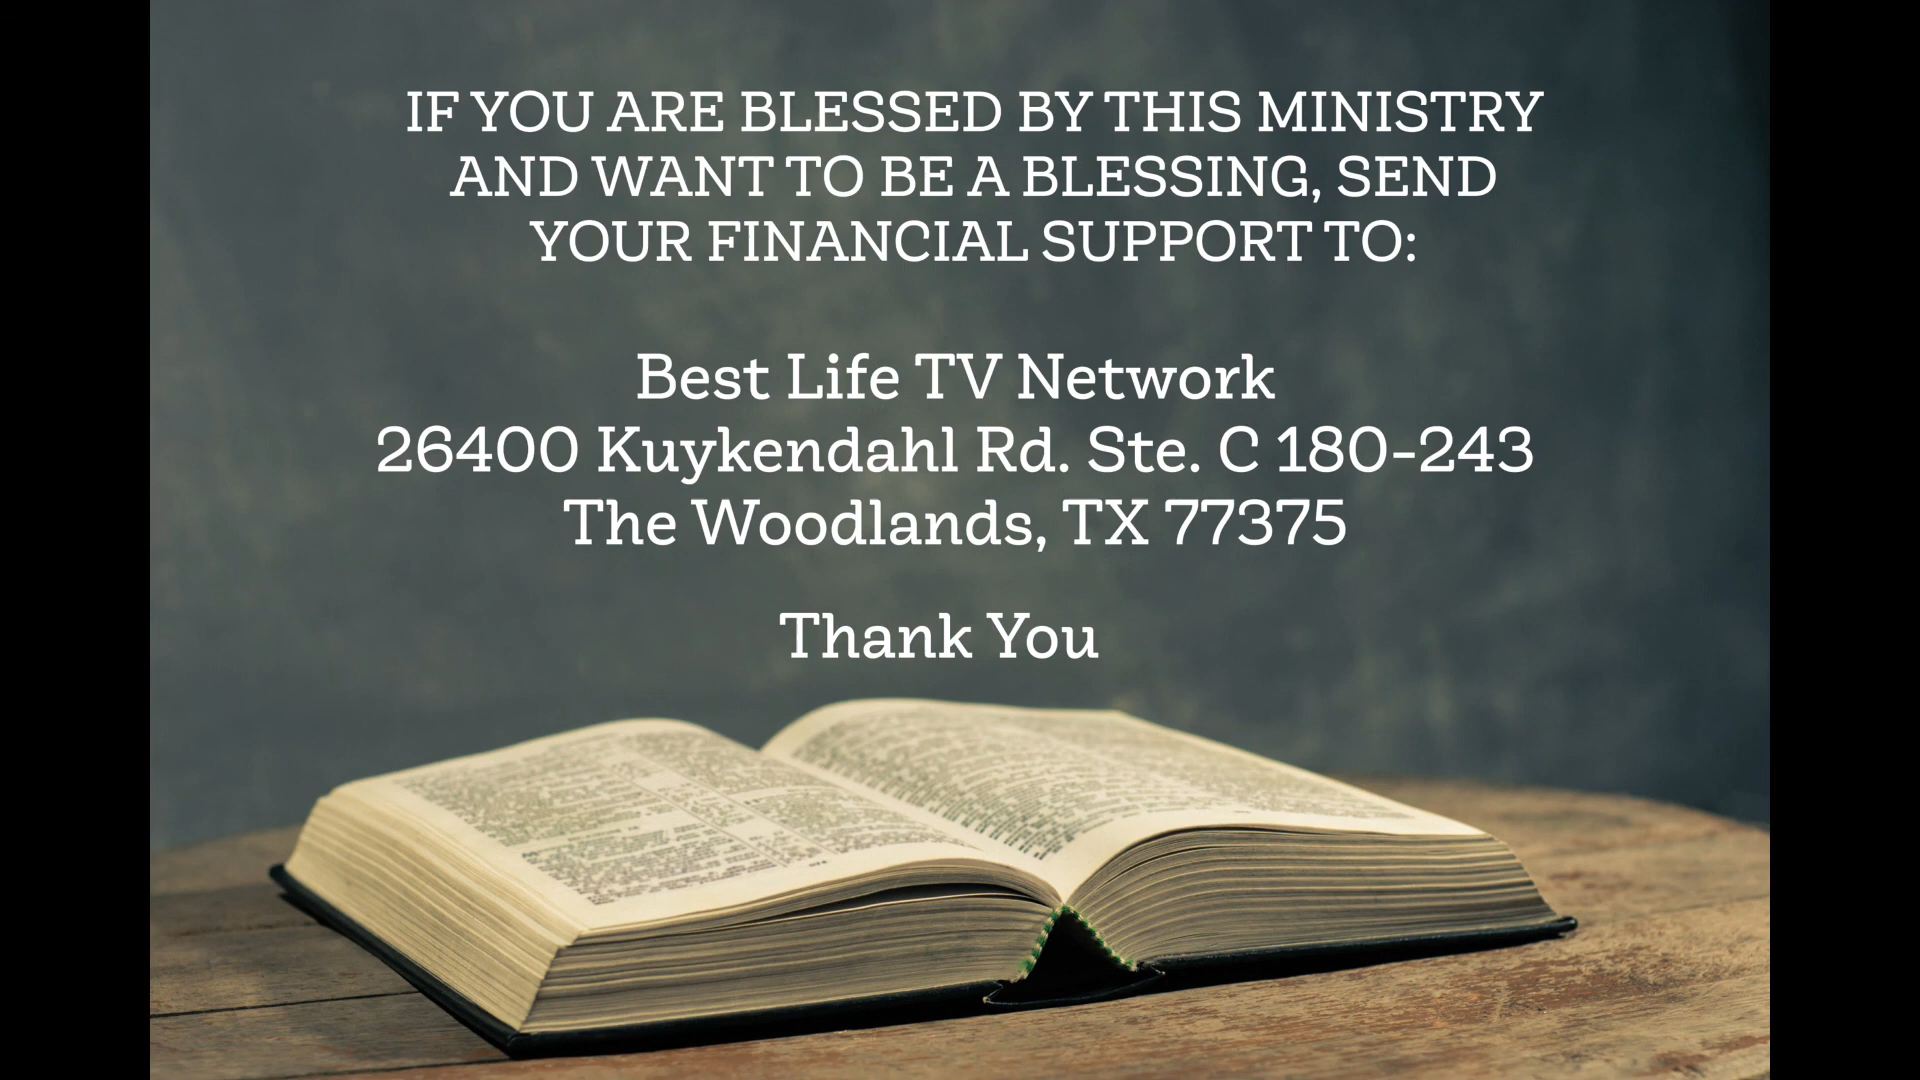 IF YOU ARE BLESSED BY THIS MINISTRY
AND WANT TO BE A BLESSING, SEND
YOUR FINANCIAL SUPPORT TO:
Best Life TV Network
26400 Kuykendahl Rd. Ste. C 180-243
The Woodlands, TX 77375
Thank You